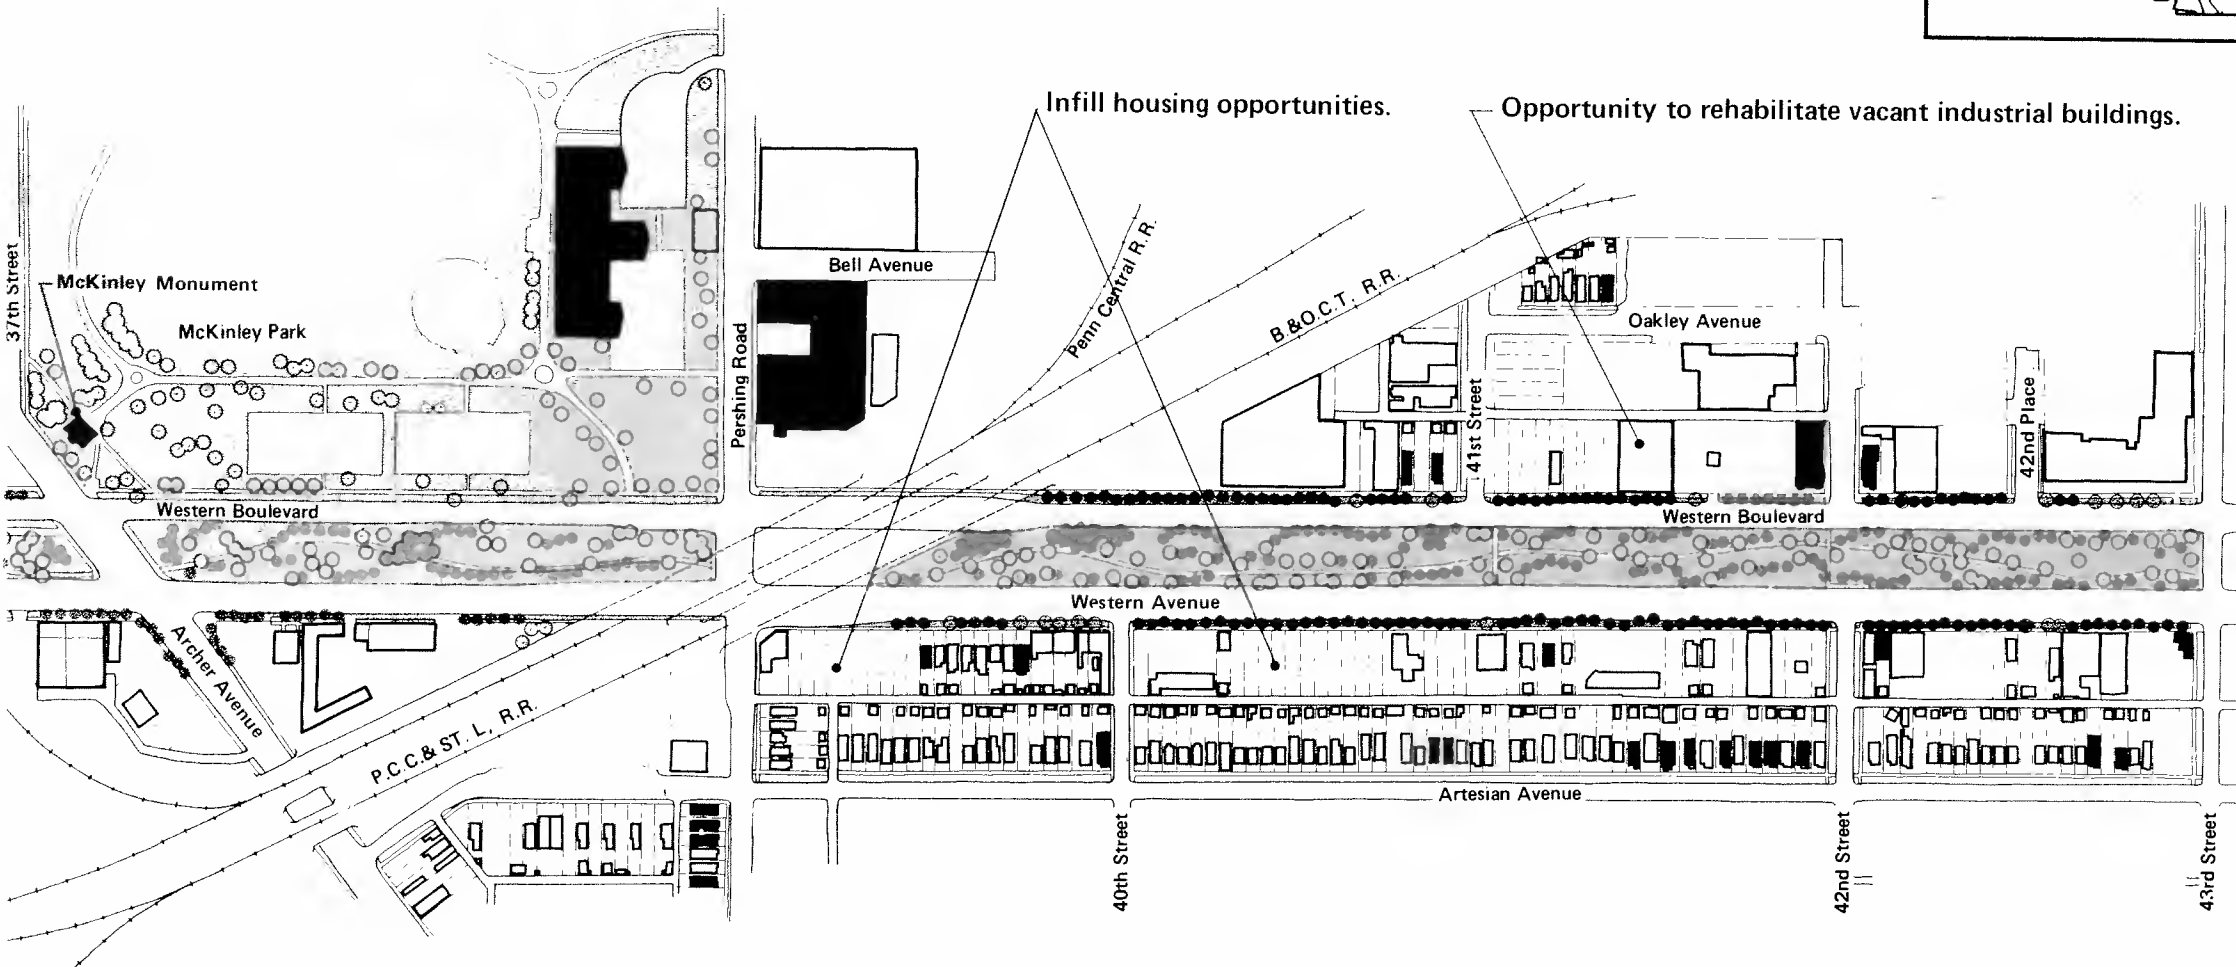 Infill housing opportunities.
Opportunity to rehabilitate vacant industrial buildings.
37th Street
McKinley Monument
McKinley Park
Bell Avenue
Pershing Road
Penn Central R.R.
B.&O.C.T. R.R.
Oakley Avenue
41st Street
42nd Place
Western Boulevard
Western Boulevard
Western Avenue
Archer Avenue
P.C.C.& ST. L. R.R.
Artesian Avenue
40th Street
42nd Street
43rd Street